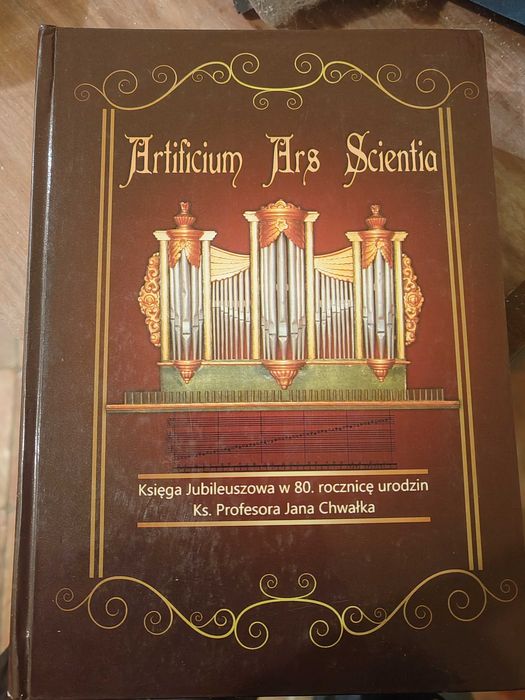 Artificium Ars Scientia
Księga Jubileuszowa w 80. rocznicę urodzin
Ks. Profesora Jana Chwałka